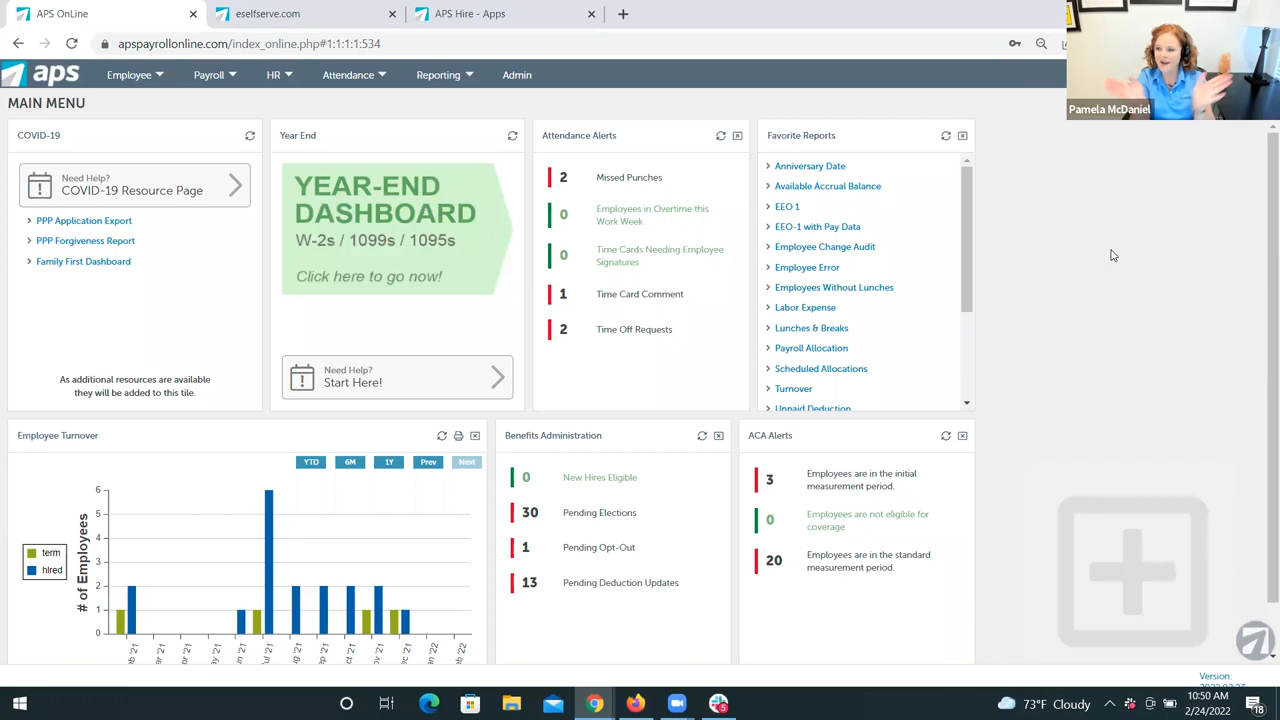 APS OnLine
eselfserve.com
APS Hire -
apspayrollonline.com/index_online.php#1:1:1:1:534
aps
Employee
Payroll
HR
Attendance
Reporting
Admin
Pamela McDaniel
MAIN MENU
COVID-19
Need Help?
COVID-19 Resource Page
PPP Application Export
PPP Forgiveness Report
Family First Dashboard
As additional resources are available
they will be added to this tile.
Year End
YEAR-END
DASHBOARD
W-2s / 1099s / 1095s
Click here to go now!
Need Help?
Start Here!
Attendance Alerts
2 Missed Punches
0 Employees in Overtime this
Work Week
0 Time Cards Needing Employee
Signatures
1 Time Card Comment
2 Time Off Requests
Favorite Reports
Anniversary Date
Available Accrual Balance
EEO 1
EEO-1 with Pay Data
Employee Change Audit
Employee Error
Employees Without Lunches
Labor Expense
Lunches & Breaks
Payroll Allocation
Scheduled Allocations
Turnover
Unpaid Deduction
Employee Turnover
YTD
6M
1Y
Prev
Next
term
hired
# of Employees
6
5
4
3
2
1
0
Jul '21
Benefits Administration
0 New Hires Eligible
30 Pending Elections
1 Pending Opt-Out
13 Pending Deduction Updates
ACA Alerts
3 Employees are in the initial
measurement period.
0 Employees are not eligible for
coverage
20 Employees are in the standard
measurement period.
Version:
73°F Cloudy
10:50 AM
2/24/2022
18